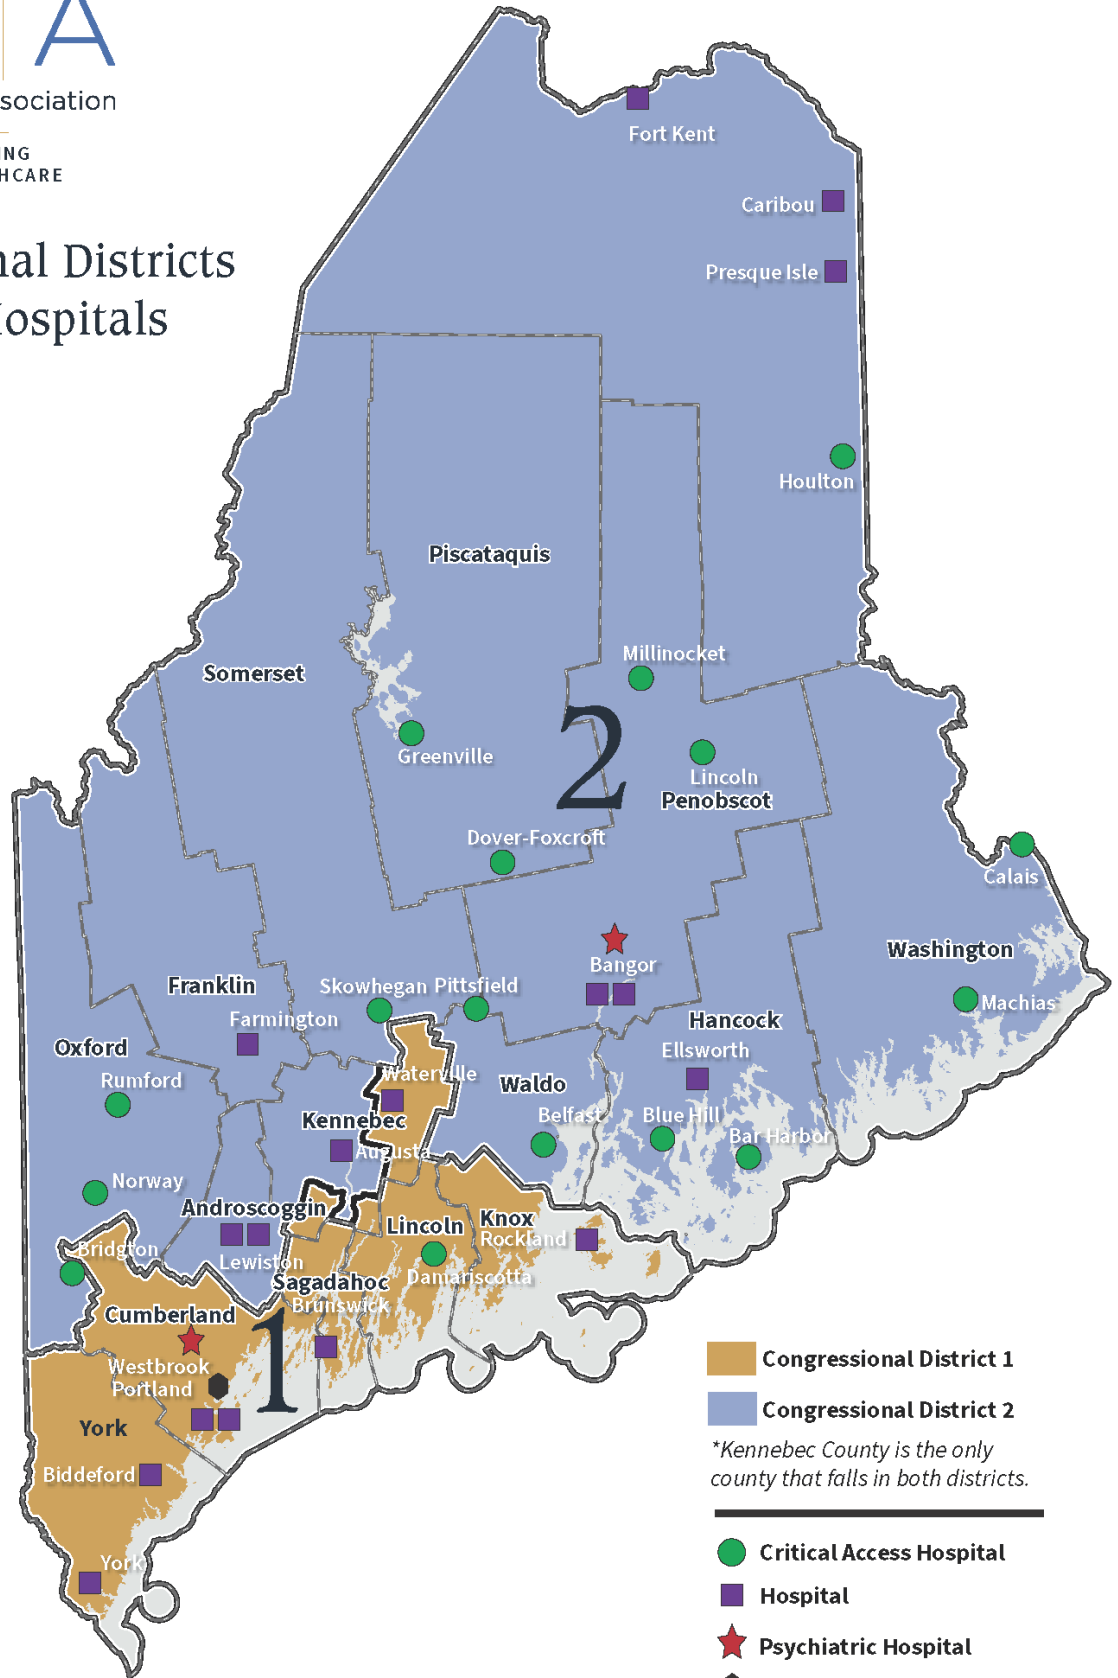 A
sociation
NG
HCARE
nal Districts
ospitals
Fort Kent
Caribou
Presque Isle
Houlton
Piscataquis
Millinocket
Somerset
2
Greenville
Lincoln
Penobscot
Dover-Foxcroft
Calais
Washington
Bangor
Franklin
Skowhegan
Pittsfield
Machias
Farmington
Hancock
Oxford
Ellsworth
Rumford
Waterville
Waldo
Kennebec
Belfast
Blue Hill
Bar Harbor
Augusta
Norway
Androscoggin
Lincoln
Knox
Rockland
Bridgton
Lewiston
Sagadahoc
Damariscotta
Brunswick
Cumberland
1
Westbrook
Portland
York
Biddeford
York
Congressional District 1
Congressional District 2
*Kennebec County is the only
county that falls in both districts.
Critical Access Hospital
Hospital
Psychiatric Hospital